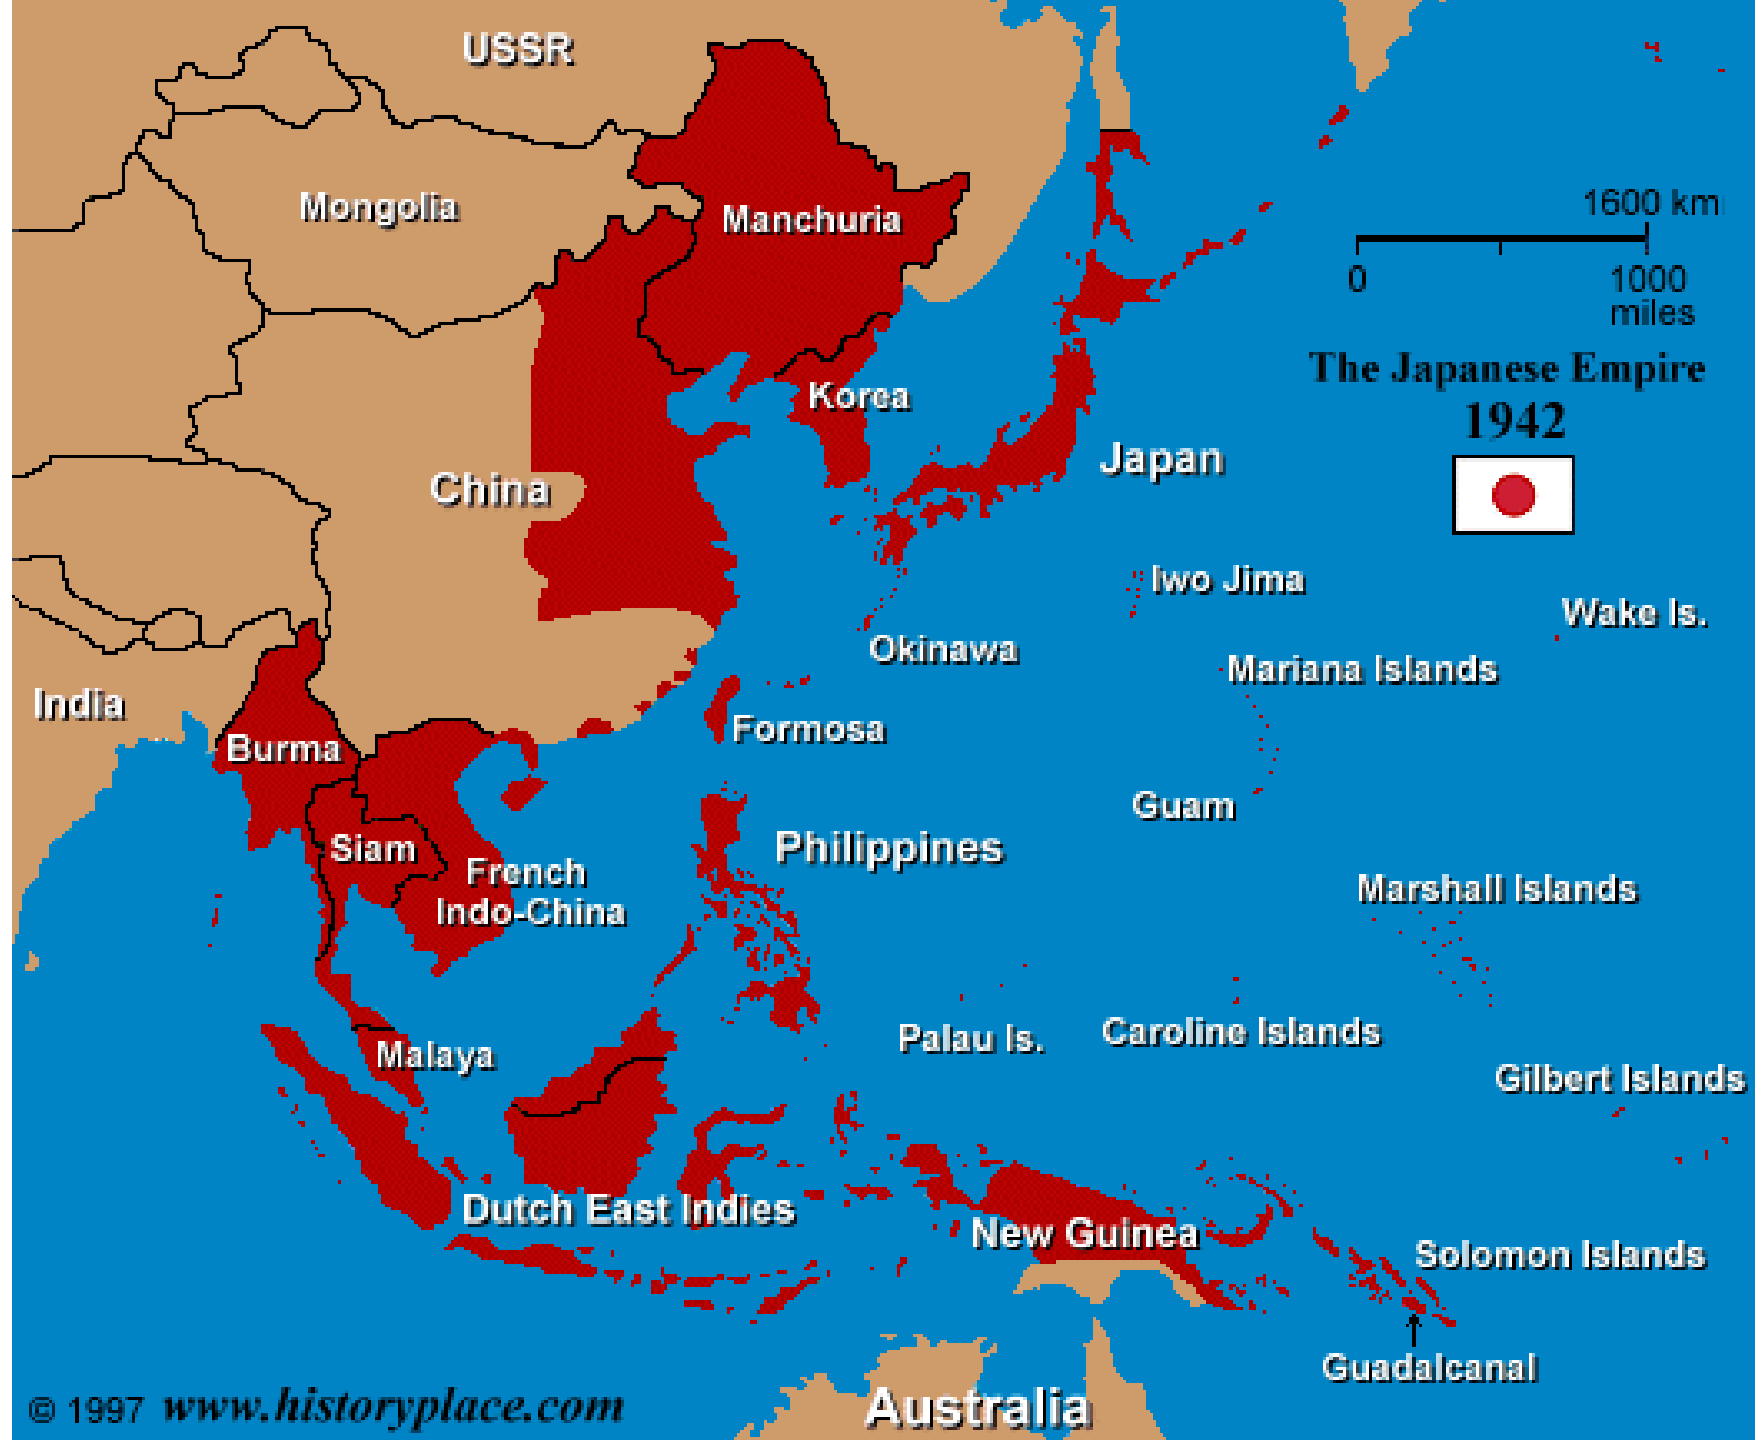 USSR
Mongolia
Manchuria
1600 km
0
1000
miles
The Japanese Empire
1942
Korea
Japan
China
Iwo Jima
Wake Is.
Okinawa
Mariana Islands
India
Formosa
Burma
Guam
Siam
Philippines
French
Indo-China
Marshall Islands
Palau Is.
Caroline Islands
Malaya
Gilbert Islands
Dutch East Indies
New Guinea
Solomon Islands
Guadalcanal
© 1997 www.historyplace.com
Australia